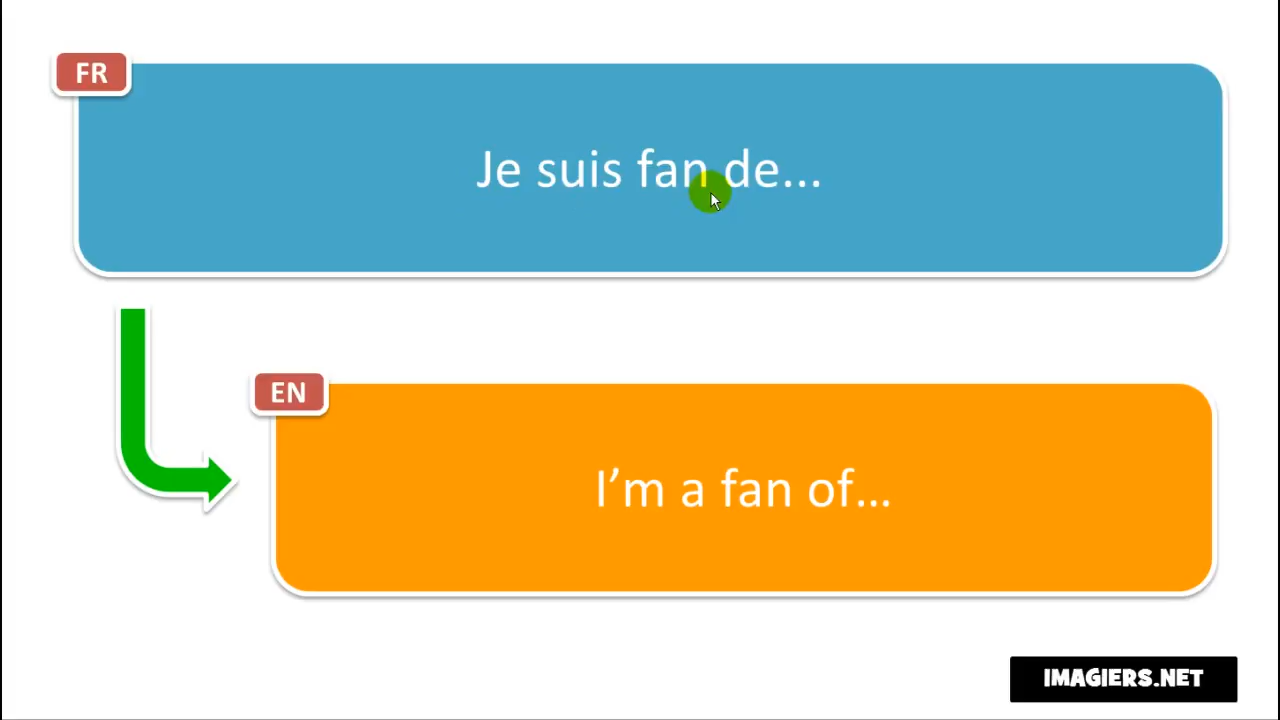 FR
Je suis fan de...
EN
I’m a fan of...
IMAGIERS.NET